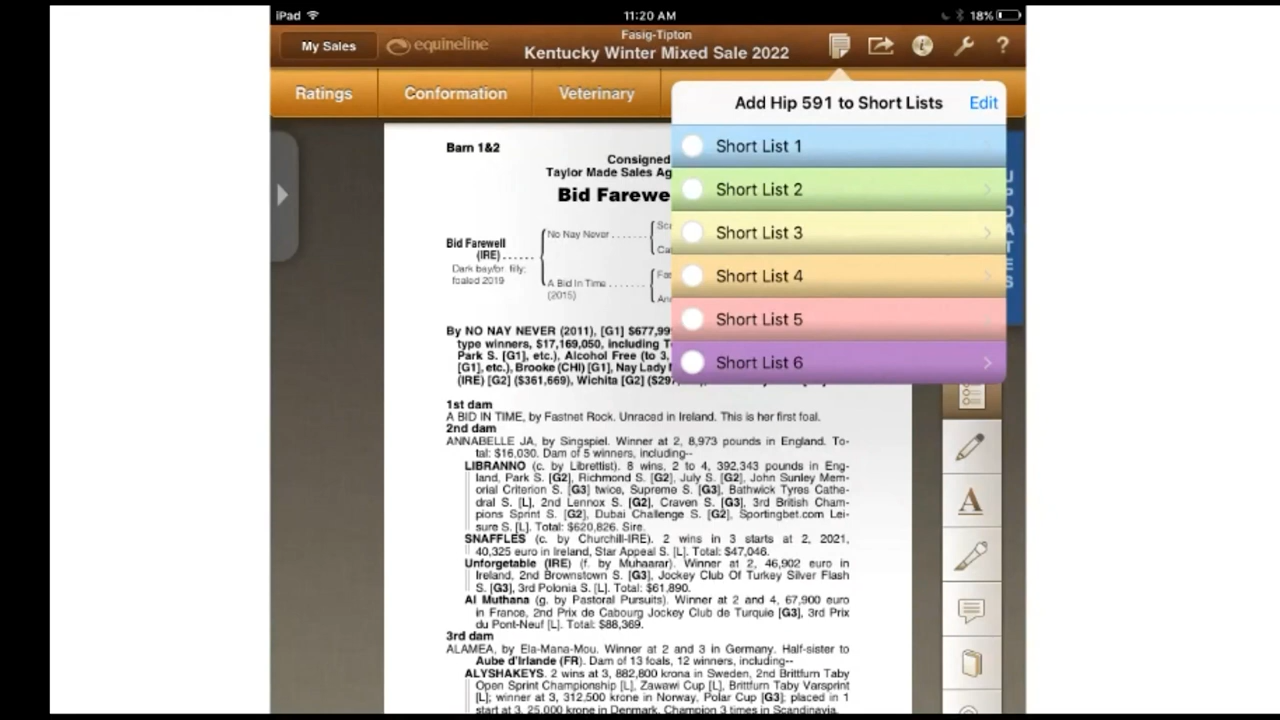 iPad 11:20 AM 18%
My Sales equineline Fasig-Tipton
Kentucky Winter Mixed Sale 2022 ?
Ratings Conformation Veterinary
Add Hip 591 to Short Lists Edit
Short List 1
Short List 2
Short List 3
Short List 4
Short List 5
Short List 6
UPDATES
A
Barn 1&2
Consigned
Taylor Made Sales Ag
Bid Farewe
No Nay Never
Bid Farewell
(IRE)
Dark bay/br. filly;
foaled 2019
A Bid In Time
(2015)
By NO NAY NEVER (2011), [G1] $677,99
type winners, $17,169,050, including T
Park S. [G1], etc.), Alcohol Free (to 3,
[G1], etc.), Brooke (CHI) [G1], Nay Lady
(IRE) [G2] ($361,669), Wichita [G2] ($297,
1st dam
A BID IN TIME, by Fastnet Rock. Unraced in Ireland. This is her first foal.
2nd dam
ANNABELLE JA, by Singspiel. Winner at 2, 8,973 pounds in England. To-
tal: $16,030. Dam of 5 winners, including--
LIBRANNO (c. by Librettist). 8 wins, 2 to 4, 392,343 pounds in Eng-
land, Park S. [G2], Richmond S. [G2], July S. [G2], John Sunley Mem-
orial Criterion S. [G3] twice, Supreme S. [G3], Bathwick Tyres Cathe-
dral S. [L], 2nd Lennox S. [G2], Craven S. [G3], 3rd British Cham-
pions Sprint S. [G2], Dubai Challenge S. [G2], Sportingbet.com Lei-
sure S. [L]. Total: $620,826. Sire.
SNAFFLES (c. by Churchill-IRE). 2 wins in 3 starts at 2, 2021,
40,325 euro in Ireland, Star Appeal S. [L]. Total: $47,046.
Unforgetable (IRE) (f. by Muhaarar). Winner at 2, 46,902 euro in
Ireland, 2nd Brownstown S. [G3], Jockey Club Of Turkey Silver Flash
S. [G3], 3rd Polonia S. [L]. Total: $61,890.
Al Muthana (g. by Pastoral Pursuits). Winner at 2 and 4, 67,900 euro
in France, 2nd Prix de Cabourg Jockey Club de Turquie [G3], 3rd Prix
du Pont-Neuf [L]. Total: $88,369.
3rd dam
ALAMEA, by Ela-Mana-Mou. Winner at 2 and 3 in Germany. Half-sister to
Aube d'Irlande (FR). Dam of 13 foals, 12 winners, including--
ALYSHAKEYS. 2 wins at 3, 882,800 krona in Sweden, 2nd Brittfurn Taby
Open Sprint Championship [L], Zawawi Cup [L], Brittfurn Taby Varsprint
[L]; winner at 3, 312,500 krone in Norway, Polar Cup [G3]; placed in 1
start at 3, 25,000 krone in Denmark. Champion 3 times in Scandinavia.